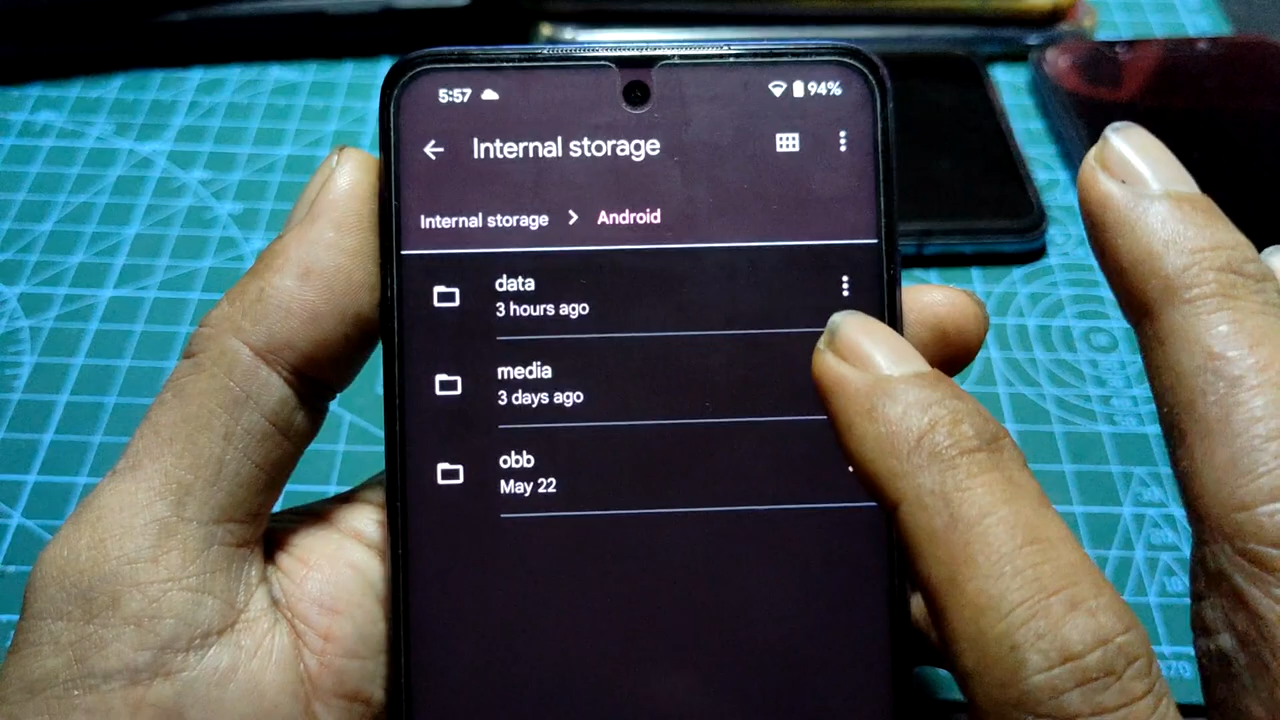 5:57 94%
Internal storage
Internal storage > Android
data
3 hours ago
media
3 days ago
obb
May 22